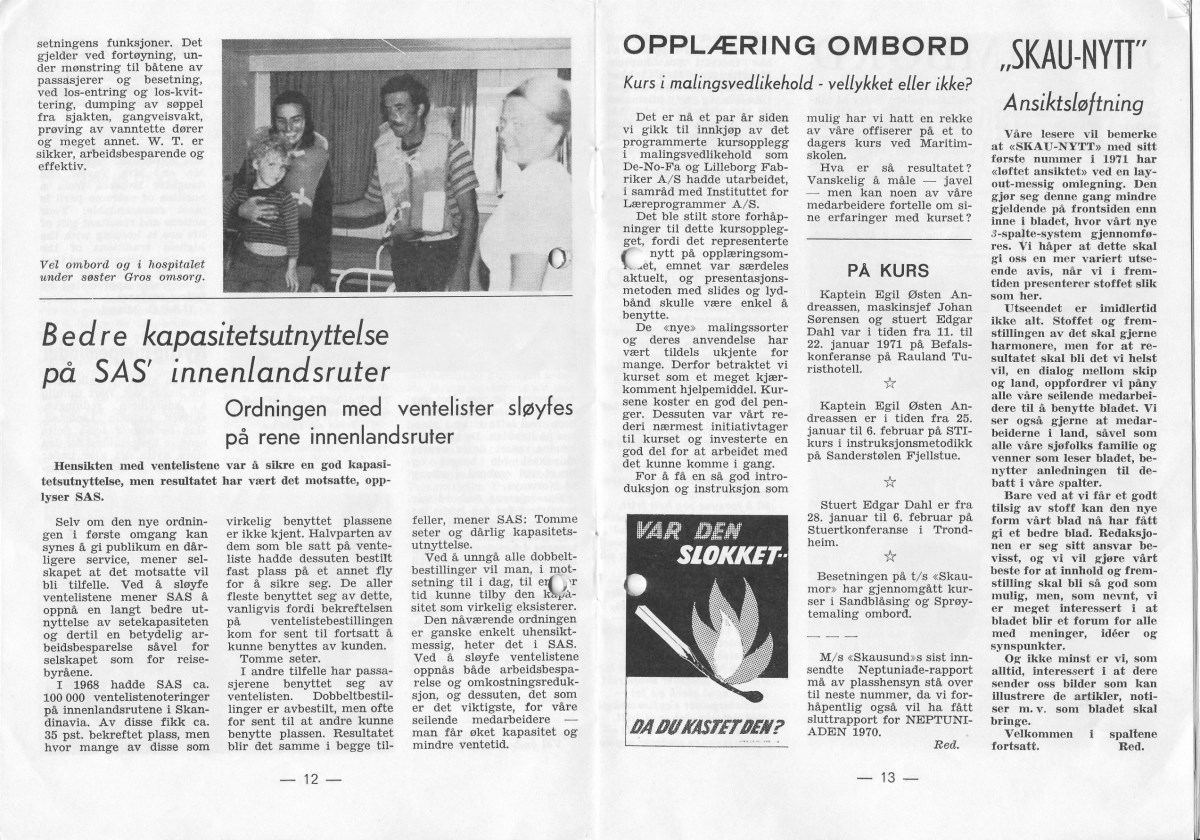 setningens funksjoner. Det
gjelder ved fortøyning, un-
der mønstring til båtene av
passasjerer og besetning,
ved los-entring og los-kvit-
tering, dumping av søppel
fra sjakten, gangveisvakt,
prøving av vanntette dører
og meget annet. W. T. er
sikker, arbeidsbesparende og
effektiv.
Vel ombord og i hospitalet
under søster Gros omsorg.
Bedre kapasitetsutnyttelse
på SAS' innenlandsruter
Ordningen med ventelister sløyfes
på rene innenlandsruter
Hensikten med ventelistene var å sikre en god kapasi-
tetsutnyttelse, men resultatet har vært det motsatte, opp-
lyser SAS.
Selv om den nye ordnin-
gen i første omgang kan
synes å gi publikum en dår-
ligere service, mener sel-
skapet at det motsatte vil
bli tilfelle. Ved å sløyfe
ventelistene mener SAS å
oppnå en langt bedre ut-
nyttelse av setekapasiteten
og dertil en betydelig ar-
beidsbesparelse såvel for
selskapet som for reise-
byråene.
I 1968 hadde SAS ca.
100 000 ventelistenoteringer
på innenlandsrutene i Skan-
dinavia. Av disse fikk ca.
35 pst. bekreftet plass, men
hvor mange av disse som
virkelig benyttet plassene
er ikke kjent. Halvparten av
dem som ble satt på vente-
liste hadde dessuten bestilt
fast plass på et annet fly
for å sikre seg. De aller
fleste benyttet seg av dette,
vanligvis fordi bekreftelsen
på ventelistebestillingen
kom for sent til fortsatt å
kunne benyttes av kunden.
Tomme seter.
I andre tilfelle har passa-
sjerene benyttet seg av
ventelisten. Dobbeltbestil-
linger er avbestilt, men ofte
for sent til at andre kunne
benytte plassen. Resultatet
blir det samme i begge til-
feller, mener SAS: Tomme
seter og dårlig kapasitets-
utnyttelse.
Ved å unngå alle dobbelt-
bestillinger vil man, i mot-
setning til i dag, til en
tid kunne tilby den kapa-
sitet som virkelig eksisterer.
Den nåværende ordningen
er ganske enkelt uhensikt-
messig, heter det i SAS.
Ved å sløyfe ventelistene
oppnås både arbeidsbespa-
relse og omkostningsreduk-
sjon, og dessuten, det som
er det viktigste, for våre
seilende medarbeidere —
man får øket kapasitet og
mindre ventetid.
— 12 —
OPPLÆRING OMBORD
Kurs i malingsvedlikehold - vellykket eller ikke?
Det er nå et par år siden
vi gikk til innkjøp av det
programmerte kursopplegg
i malingsvedlikehold som
De-No-Fa og Lilleborg Fab-
riker A/S hadde utarbeidet,
i samråd med Instituttet for
Læreprogrammer A/S.
Det ble stilt store forhåp-
ninger til dette kursoppleg-
get, fordi det representerte
nytt på opplæringsom-
rådet, emnet var særdeles
aktuelt, og presentasjons-
metoden med slides og lyd-
bånd skulle være enkel å
benytte.
De «nye» malingssorter
og deres anvendelse har
vært tildels ukjente for
mange. Derfor betraktet vi
kurset som et meget kjær-
komment hjelpemiddel. Kur-
sene koster en god del pen-
ger. Dessuten var vårt re-
deri nærmest initiativtager
til kurset og investerte en
god del for at arbeidet med
det kunne komme i gang.
For å få en så god intro-
duksjon og instruksjon som
VAR DEN
SLOKKET--
DA DU KASTET DEN?
mulig har vi hatt en rekke
av våre offiserer på et to
dagers kurs ved Maritim-
skolen.
Hva er så resultatet?
Vanskelig å måle — javel
— men kan noen av våre
medarbeidere fortelle om si-
ne erfaringer med kurset?
PÅ KURS
Kaptein Egil Østen An-
dreassen, maskinsjef Johan
Sørensen og stuert Edgar
Dahl var i tiden fra 11. til
22. januar 1971 på Befals-
konferanse på Rauland Tu-
risthotell.
☆
Kaptein Egil Østen An-
dreassen er i tiden fra 25.
januar til 6. februar på STI-
kurs i instruksjonsmetodikk
på Sanderstølen Fjellstue.
☆
Stuert Edgar Dahl er fra
28. januar til 6. februar på
Stuertkonferanse i Trond-
heim.
☆
Besetningen på t/s «Skau-
mor» har gjennomgått kur-
ser i Sandblåsing og Sprøy-
temaling ombord.
— — —
M/s «Skausund»s sist inn-
sendte Neptuniade-rapport
må av plasshensyn stå over
til neste nummer, da vi for-
håpentlig også vil ha fått
sluttrapport for NEPTUNI-
ADEN 1970.
Red.
„SKAU-NYTT"
Ansiktsløftning
Våre lesere vil bemerke
at «SKAU-NYTT» med sitt
første nummer i 1971 har
«løftet ansiktet» ved en lay-
out-messig omlegning. Den
gjør seg denne gang mindre
gjeldende på frontsiden enn
inne i bladet, hvor vårt nye
3-spalte-system gjennomfø-
res. Vi håper at dette skal
gi oss en mer variert utse-
ende avis, når vi i frem-
tiden presenterer stoffet slik
som her.
Utseendet er imidlertid
ikke alt. Stoffet og frem-
stillingen av det skal gjerne
harmonere, men for at re-
sultatet skal bli det vi helst
vil, en dialog mellom skip
og land, oppfordrer vi påny
alle våre seilende medarbei-
dere til å benytte bladet. Vi
ser også gjerne at medar-
beiderne i land, såvel som
alle våre sjøfolks familie og
venner som leser bladet, be-
nytter anledningen til de-
batt i våre spalter.
Bare ved at vi får et godt
tilsig av stoff kan den nye
form vårt blad nå har fått
gi et bedre blad. Redaksjo-
nen er seg sitt ansvar be-
visst, og vi vil gjøre vårt
beste for at innhold og frem-
stilling skal bli så god som
mulig, men, som nevnt, vi
er meget interessert i at
bladet blir et forum for alle
med meninger, idéer og
synspunkter.
Og ikke minst er vi, som
alltid, interessert i at dere
sender oss bilder som kan
illustrere de artikler, noti-
ser m. v. som bladet skal
bringe.
Velkommen i spaltene
fortsatt. Red.
— 13 —